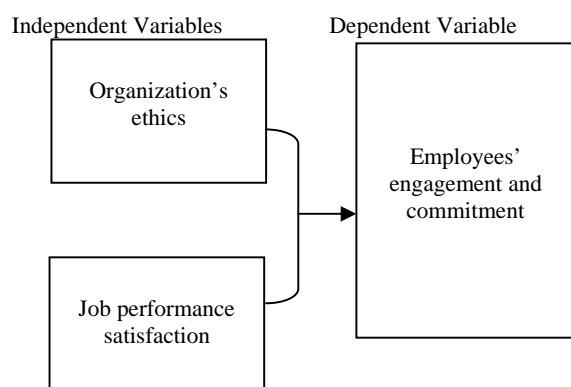 Independent Variables
Dependent Variable
Organization’s
ethics
Employees’
engagement and
commitment
Job performance
satisfaction